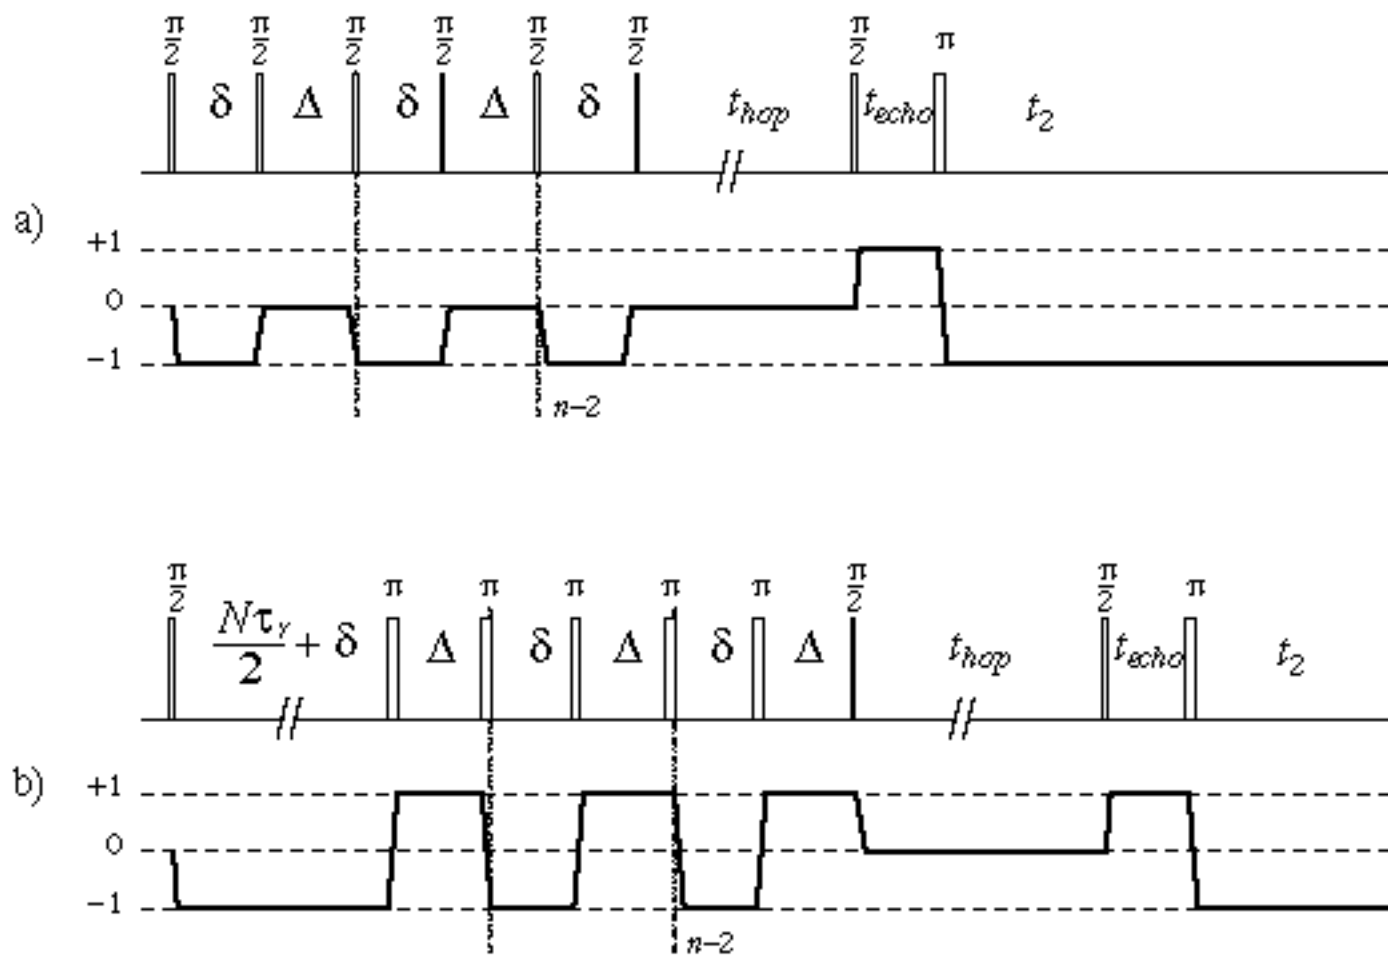 π/2 π/2 π/2 π/2 π/2 π/2 π/2 π
δ Δ δ Δ δ t_hop t_echo t_2
a)
+1
0
−1
n−2
π/2 π π π π π π/2 π/2 π
Nτ_r/2 + δ Δ δ Δ δ Δ t_hop t_echo t_2
b)
+1
0
−1
n−2